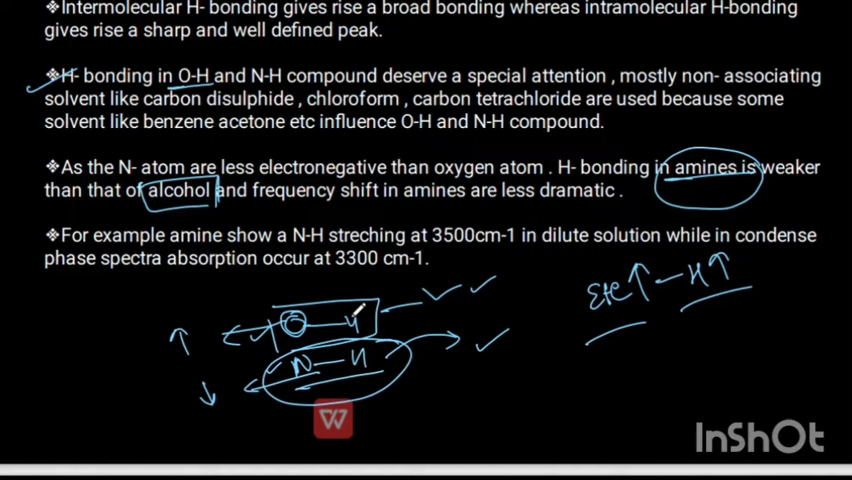 ❖Intermolecular H- bonding gives rise a broad bonding whereas intramolecular H-bonding
gives rise a sharp and well defined peak.
❖H- bonding in O-H and N-H compound deserve a special attention , mostly non- associating
solvent like carbon disulphide , chloroform , carbon tetrachloride are used because some
solvent like benzene acetone etc influence O-H and N-H compound.
❖As the N- atom are less electronegative than oxygen atom . H- bonding in amines is weaker
than that of alcohol and frequency shift in amines are less dramatic .
❖For example amine show a N-H streching at 3500cm-1 in dilute solution while in condense
phase spectra absorption occur at 3300 cm-1.
↑ — H↑
↑ O — H
↓ N — H
InShOt